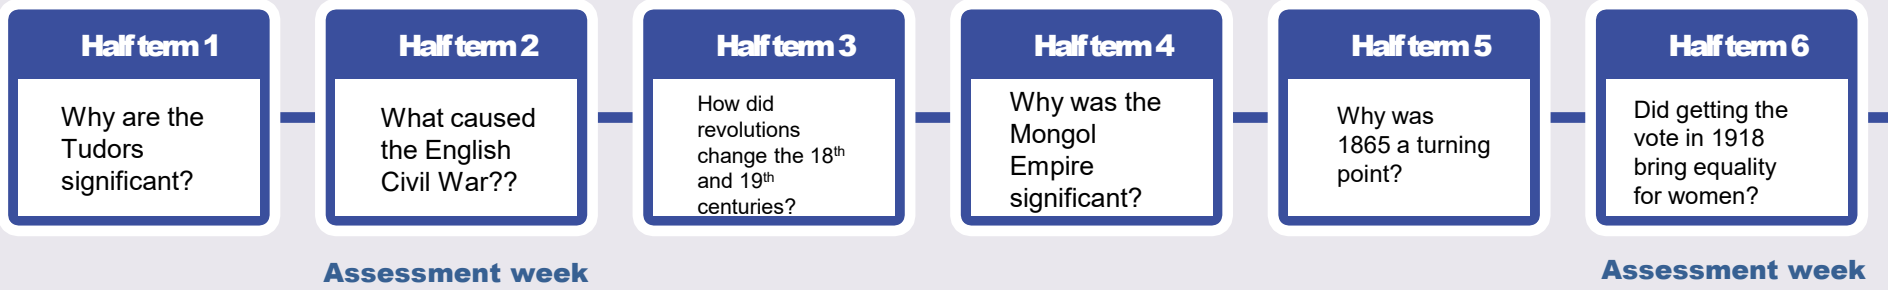 Half term 1
Why are the
Tudors
significant?
Half term 2
What caused
the English
Civil War??
Half term 3
How did
revolutions
change the 18th
and 19th
centuries?
Half term 4
Why was the
Mongol
Empire
significant?
Half term 5
Why was
1865 a turning
point?
Half term 6
Did getting the
vote in 1918
bring equality
for women?
Assessment week
Assessment week